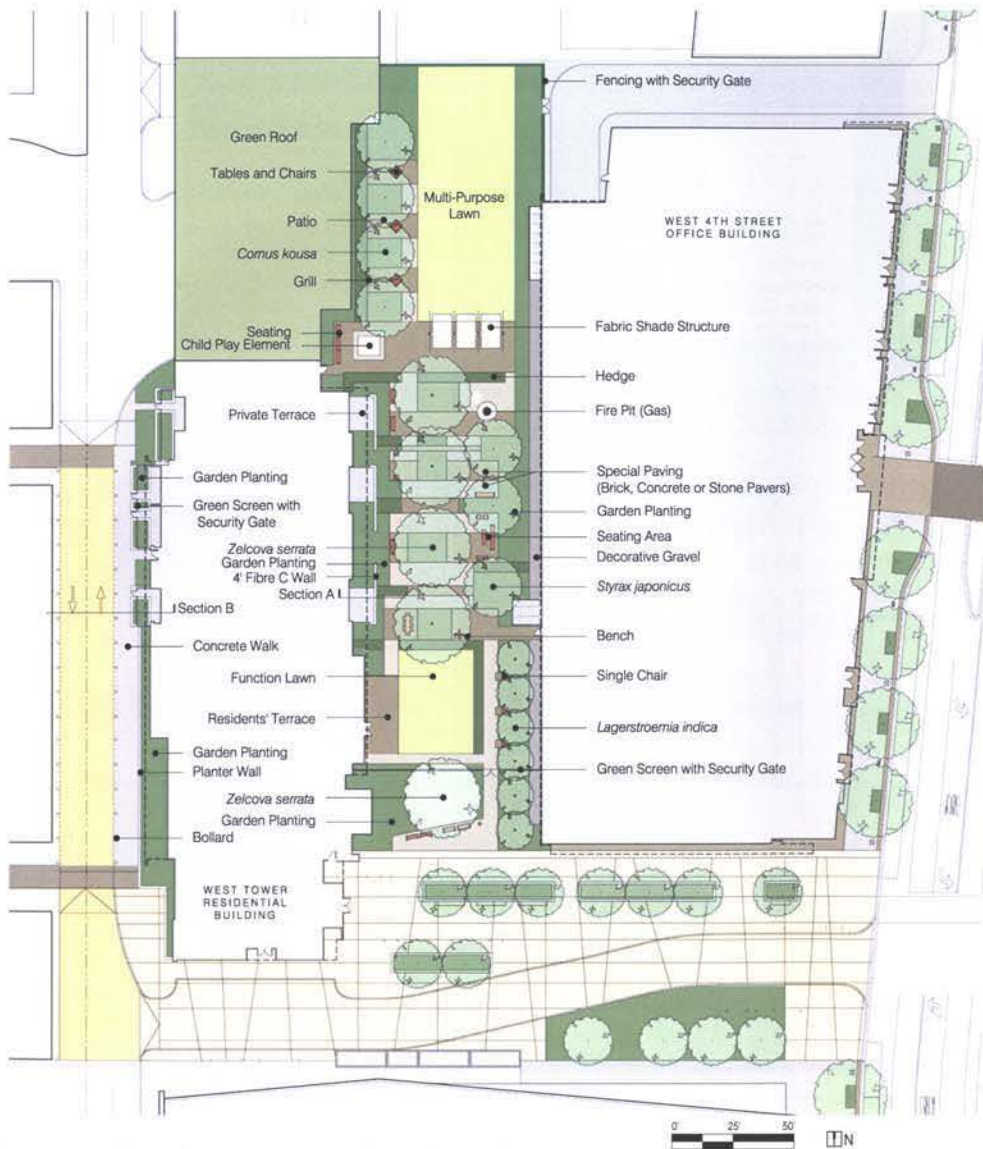 Fencing with Security Gate
Green Roof
Tables and Chairs
Multi-Purpose
Lawn
Patio
WEST 4TH STREET
OFFICE BUILDING
Cornus kousa
Grill
Seating
Fabric Shade Structure
Child Play Element
Hedge
Private Terrace
Fire Pit (Gas)
Garden Planting
Special Paving
(Brick, Concrete or Stone Pavers)
Green Screen with
Security Gate
Garden Planting
Seating Area
Zelcova serrata
Decorative Gravel
Garden Planting
4' Fibre C Wall
Styrax japonicus
Section A
Section B
Bench
Concrete Walk
Function Lawn
Single Chair
Residents' Terrace
Lagerstroemia indica
Garden Planting
Green Screen with Security Gate
Planter Wall
Zelcova serrata
Garden Planting
Bollard
WEST TOWER
RESIDENTIAL
BUILDING
0' 25' 50'
N